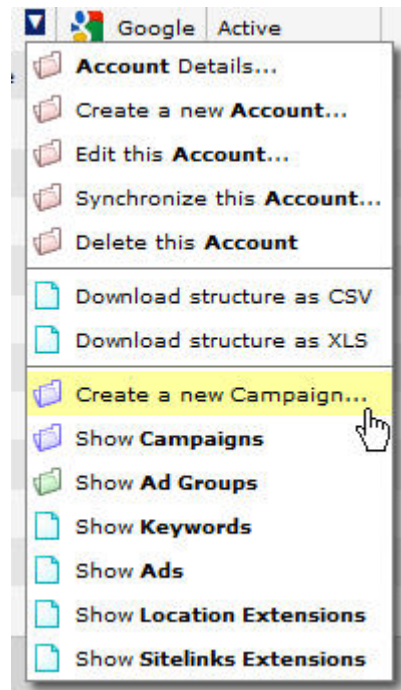 Google Active
Account Details...
Create a new Account...
Edit this Account...
Synchronize this Account...
Delete this Account
Download structure as CSV
Download structure as XLS
Create a new Campaign...
Show Campaigns
Show Ad Groups
Show Keywords
Show Ads
Show Location Extensions
Show Sitelinks Extensions